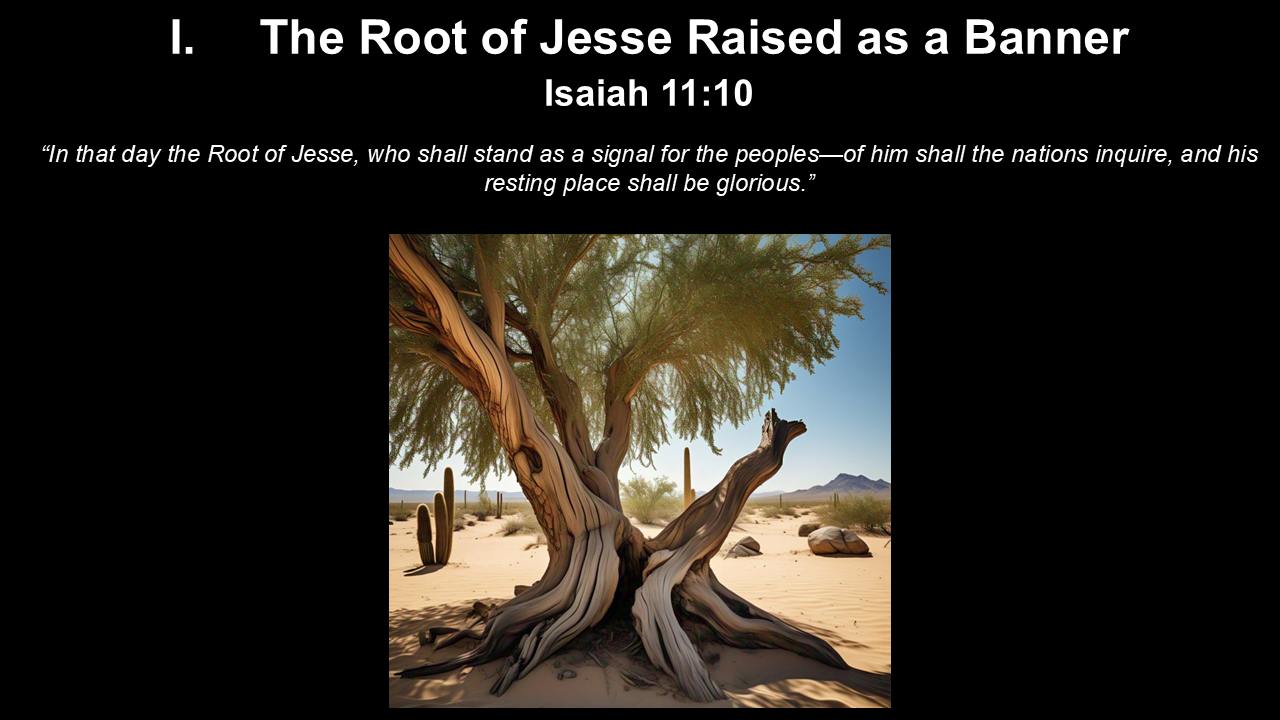 I. The Root of Jesse Raised as a Banner
Isaiah 11:10
“In that day the Root of Jesse, who shall stand as a signal for the peoples—of him shall the nations inquire, and his
resting place shall be glorious.”